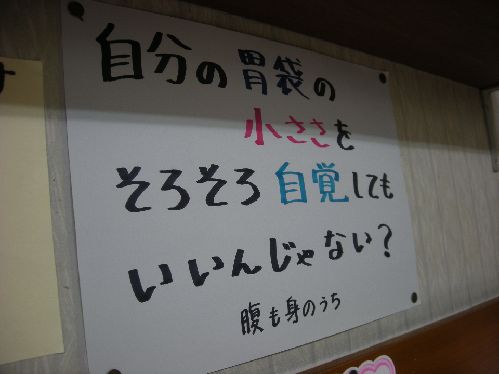 自分の胃袋の
小ささを
そろそろ自覚しても
いいんじゃない？
腹も身のうち